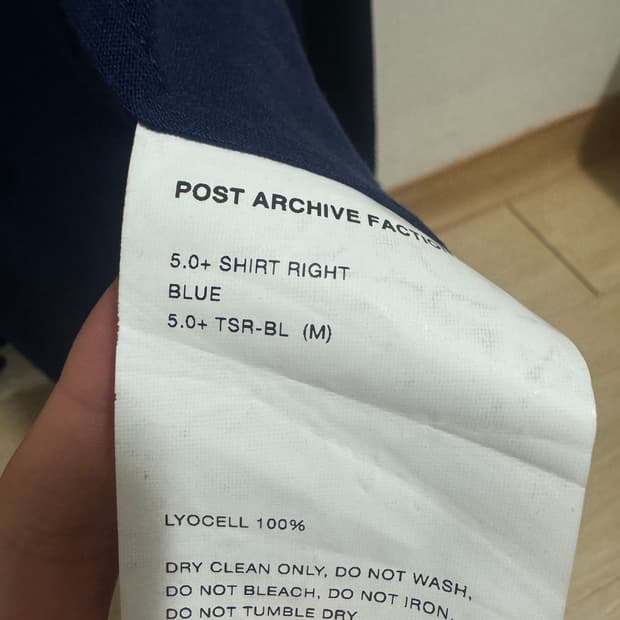 POST ARCHIVE FACTIO
5.0+ SHIRT RIGHT
BLUE
5.0+ TSR-BL (M)
LYOCELL 100%
DRY CLEAN ONLY, DO NOT WASH,
DO NOT BLEACH, DO NOT IRON,
DO NOT TUMBLE DRY